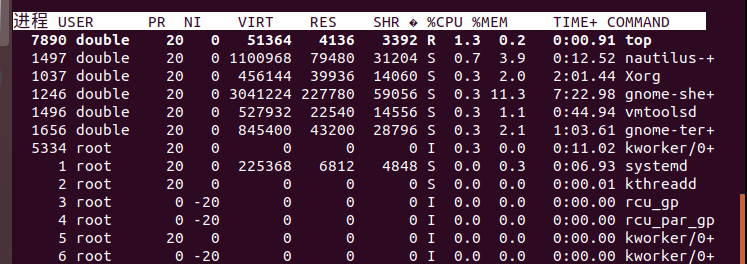 进程 USER PR NI VIRT RES SHR � %CPU %MEM TIME+ COMMAND
7890 double 20 0 51364 4136 3392 R 1.3 0.2 0:00.91 top
1497 double 20 0 1100968 79480 31204 S 0.7 3.9 0:12.52 nautilus-+
1037 double 20 0 456144 39936 14060 S 0.3 2.0 2:01.44 Xorg
1246 double 20 0 3041224 227780 59056 S 0.3 11.3 7:22.98 gnome-she+
1496 double 20 0 527932 22540 14556 S 0.3 1.1 0:44.94 vmtoolsd
1656 double 20 0 845400 43200 28796 S 0.3 2.1 1:03.61 gnome-ter+
5334 root 20 0 0 0 0 I 0.3 0.0 0:11.02 kworker/0+
1 root 20 0 225368 6812 4848 S 0.0 0.3 0:06.93 systemd
2 root 20 0 0 0 0 S 0.0 0.0 0:00.01 kthreadd
3 root 0 -20 0 0 0 I 0.0 0.0 0:00.00 rcu_gp
4 root 0 -20 0 0 0 I 0.0 0.0 0:00.00 rcu_par_gp
5 root 20 0 0 0 0 I 0.0 0.0 0:00.00 kworker/0+
6 root 0 -20 0 0 0 I 0.0 0.0 0:00.00 kworker/0+